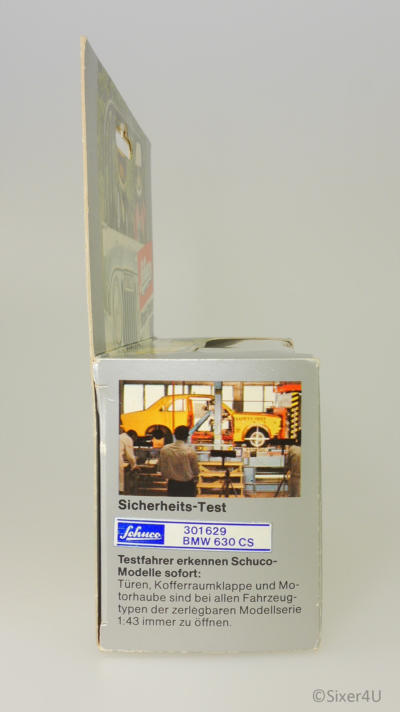 Sicherheits-Test
Schuco
301629
BMW 630 CS
Testfahrer erkennen Schuco-
Modelle sofort:
Türen, Kofferraumklappe und Mo-
torhaube sind bei allen Fahrzeug-
typen der zerlegbaren Modellserie
1:43 immer zu öffnen.
©Sixer4U